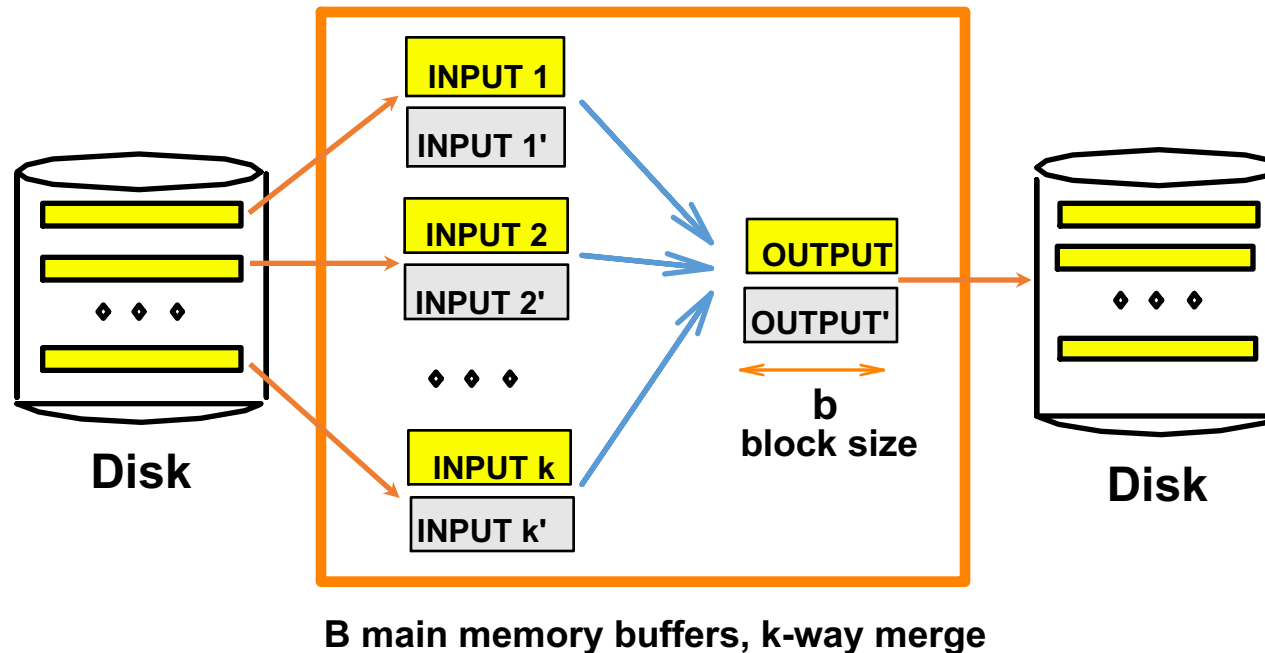 INPUT 1
INPUT 1'
INPUT 2
INPUT 2'
INPUT k
INPUT k'
OUTPUT
OUTPUT'
b
block size
Disk
Disk
B main memory buffers, k-way merge